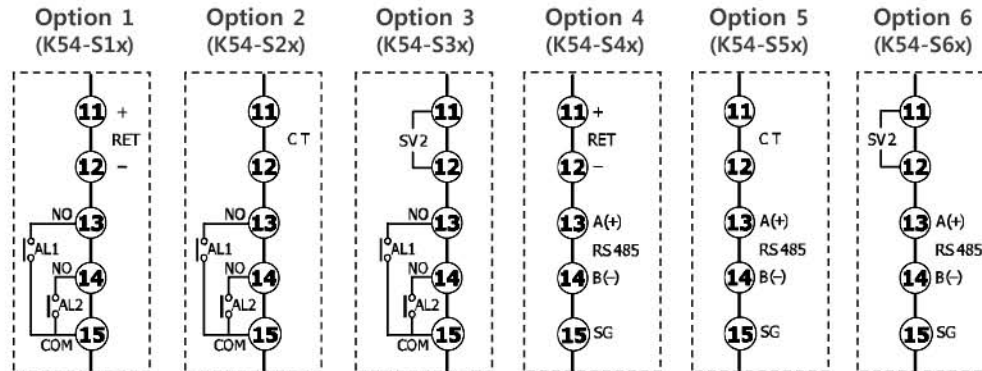 Option 1
(K54-S1x)
11 +
RET
12 −
NO 13
AL1
NO 14
AL2
COM 15
Option 2
(K54-S2x)
11
CT
12
NO 13
AL1
NO 14
AL2
COM 15
Option 3
(K54-S3x)
11
SV2
12
NO 13
AL1
NO 14
AL2
COM 15
Option 4
(K54-S4x)
11 +
RET
12 −
13 A(+)
RS485
14 B(−)
15 SG
Option 5
(K54-S5x)
11
CT
12
13 A(+)
RS485
14 B(−)
15 SG
Option 6
(K54-S6x)
11
SV2
12
13 A(+)
RS485
14 B(−)
15 SG